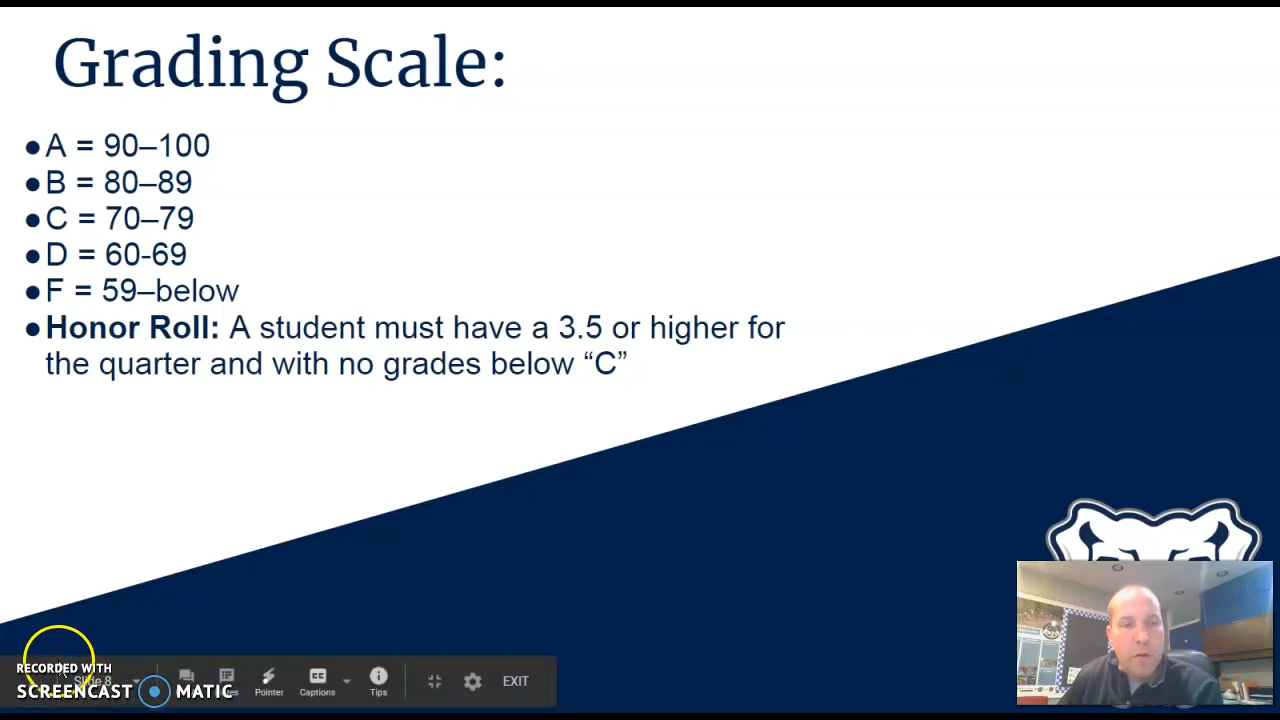 Grading Scale:
●A = 90–100
●B = 80–89
●C = 70–79
●D = 60-69
●F = 59–below
●Honor Roll: A student must have a 3.5 or higher for
the quarter and with no grades below “C”
RECORDED WITH
SCREENCAST MATIC
Slide 8
Pointer
Captions
Tips
EXIT